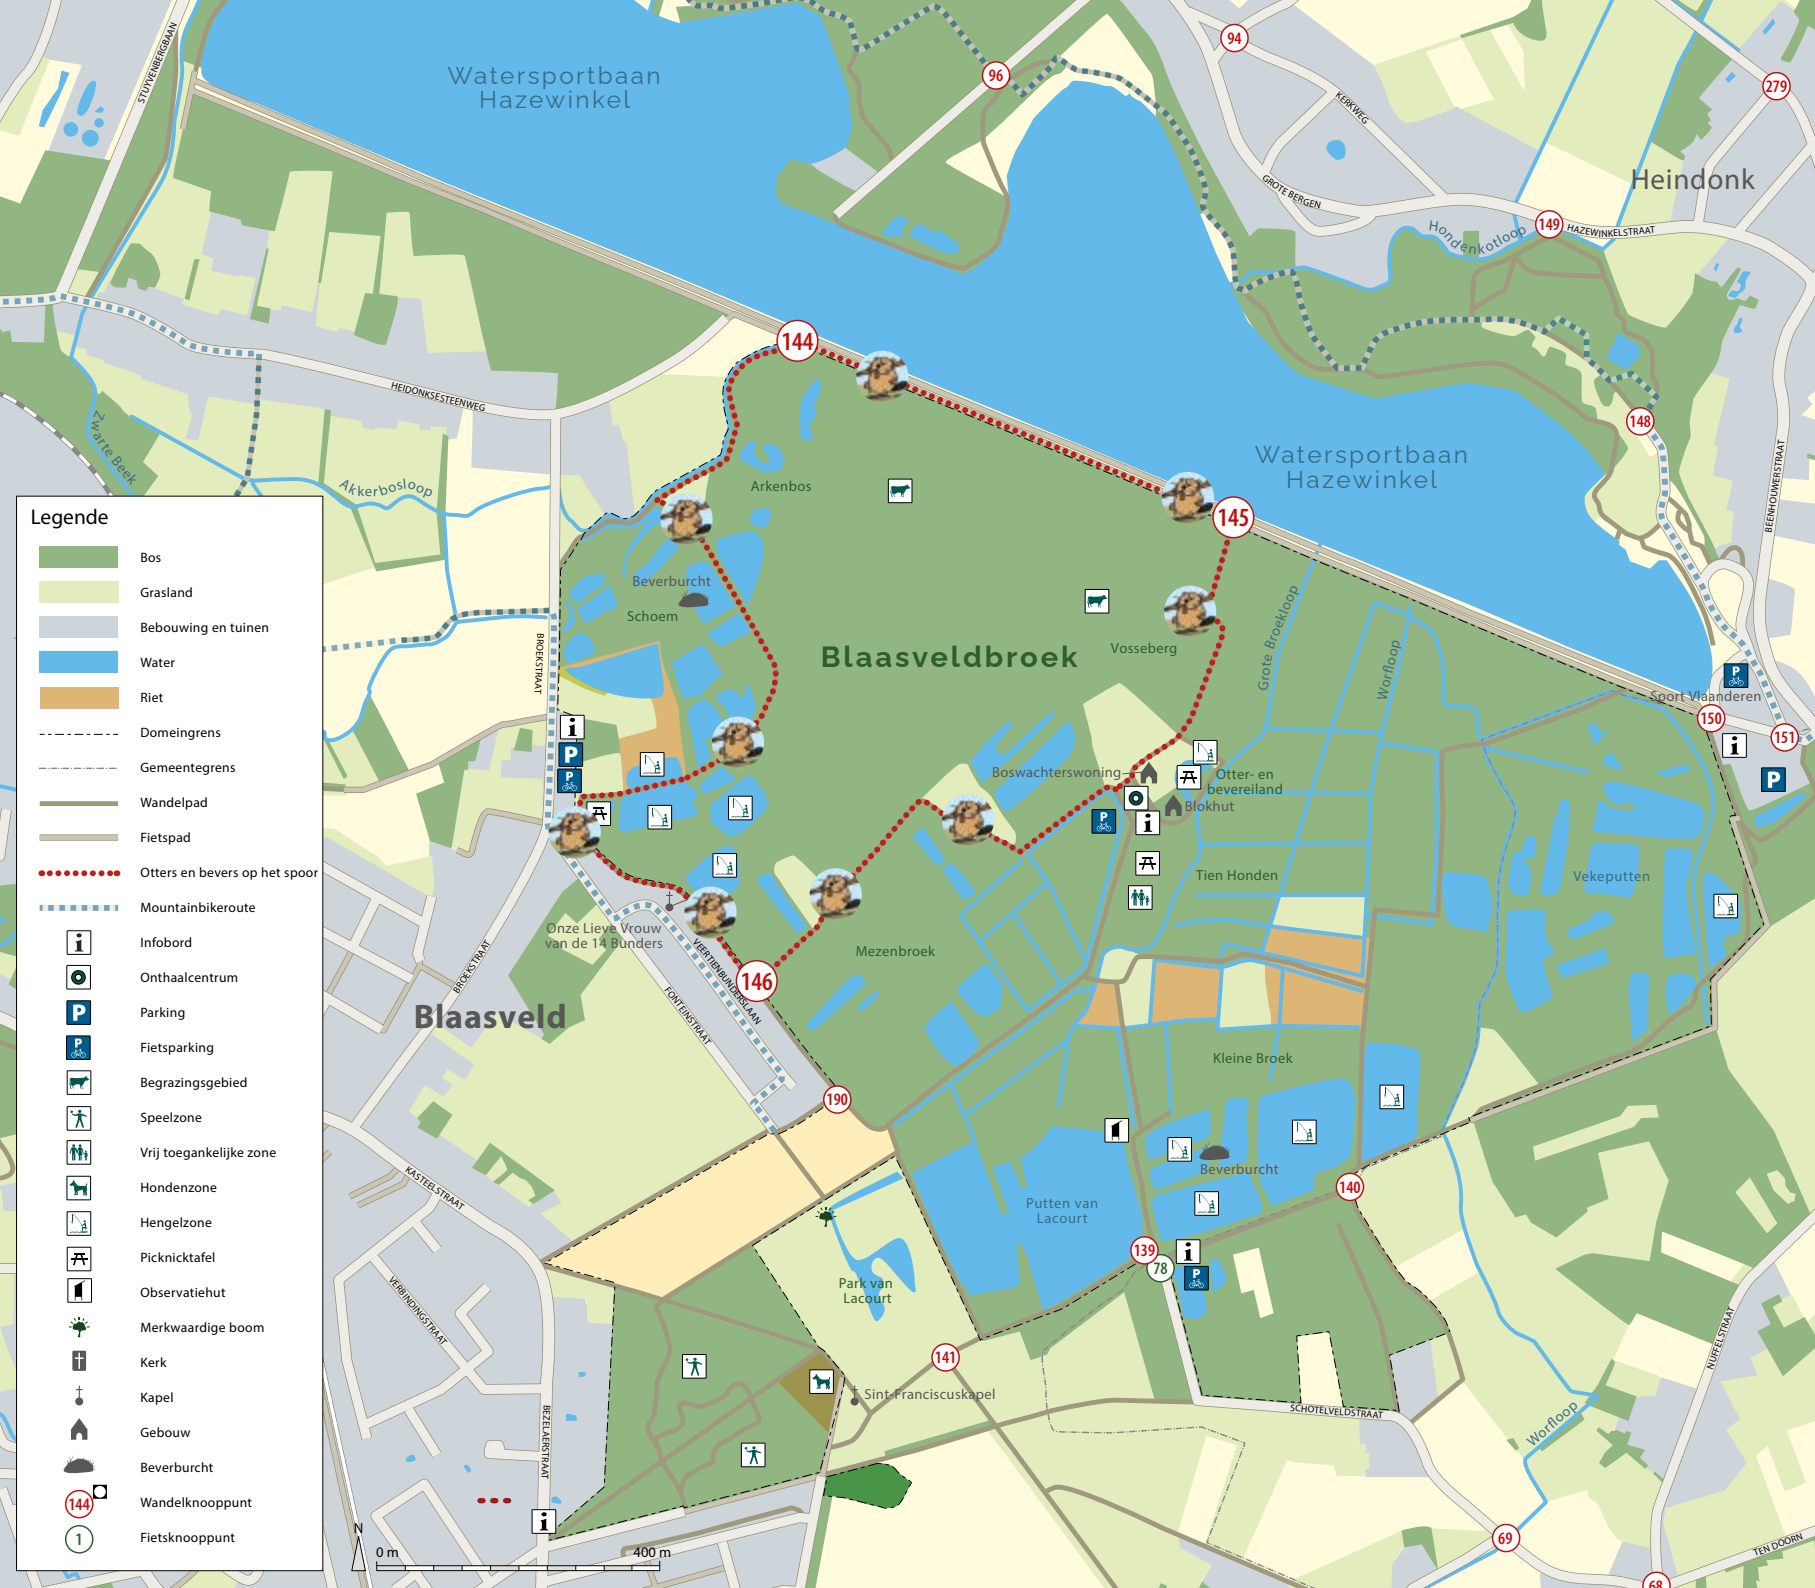 Watersportbaan
Hazewinkel
STUYVENBERGBAAN
96
94
279
KERKWEG
Heindonk
GROTE BERGEN
Hondenkotloop
149
HAZEWINKELSTRAAT
144
HEIDONKSESTEENWEG
Zwarte Beek
Akkerbosloop
148
BEENHOUWERSTRAAT
Watersportbaan
Hazewinkel
Arkenbos
145
Beverburcht
Schoem
BROEKSTRAAT
Blaasveldbroek
Vosseberg
Grote Broekloop
Worfloop
Sport Vlaanderen
150
151
i
P
P
P
i
P
Boswachterswoning
Otter- en
bevereiland
Blokhut
P
i
Tien Honden
Vekeputten
Onze Lieve Vrouw
van de 14 Bunders
Mezenbroek
146
VEERTIENBUNDERSLAAN
FONTEINSTRAAT
BROEKSTRAAT
Blaasveld
Kleine Broek
190
Beverburcht
Putten van
Lacourt
140
139
78
i
P
KASTEELSTRAAT
VERBINDINGSTRAAT
Park van
Lacourt
141
Sint-Franciscuskapel
SCHOTELVELDSTRAAT
NUFFELSTRAAT
Worfloop
BEZELAERSTRAAT
i
69
68
TEN DOORN
N
0 m
400 m
Legende
Bos
Grasland
Bebouwing en tuinen
Water
Riet
Domeingrens
Gemeentegrens
Wandelpad
Fietspad
Otters en bevers op het spoor
Mountainbikeroute
i Infobord
Onthaalcentrum
P Parking
P Fietsparking
Begrazingsgebied
Speelzone
Vrij toegankelijke zone
Hondenzone
Hengelzone
Picknicktafel
Observatiehut
Merkwaardige boom
Kerk
Kapel
Gebouw
Beverburcht
144 Wandelknooppunt
1 Fietsknooppunt